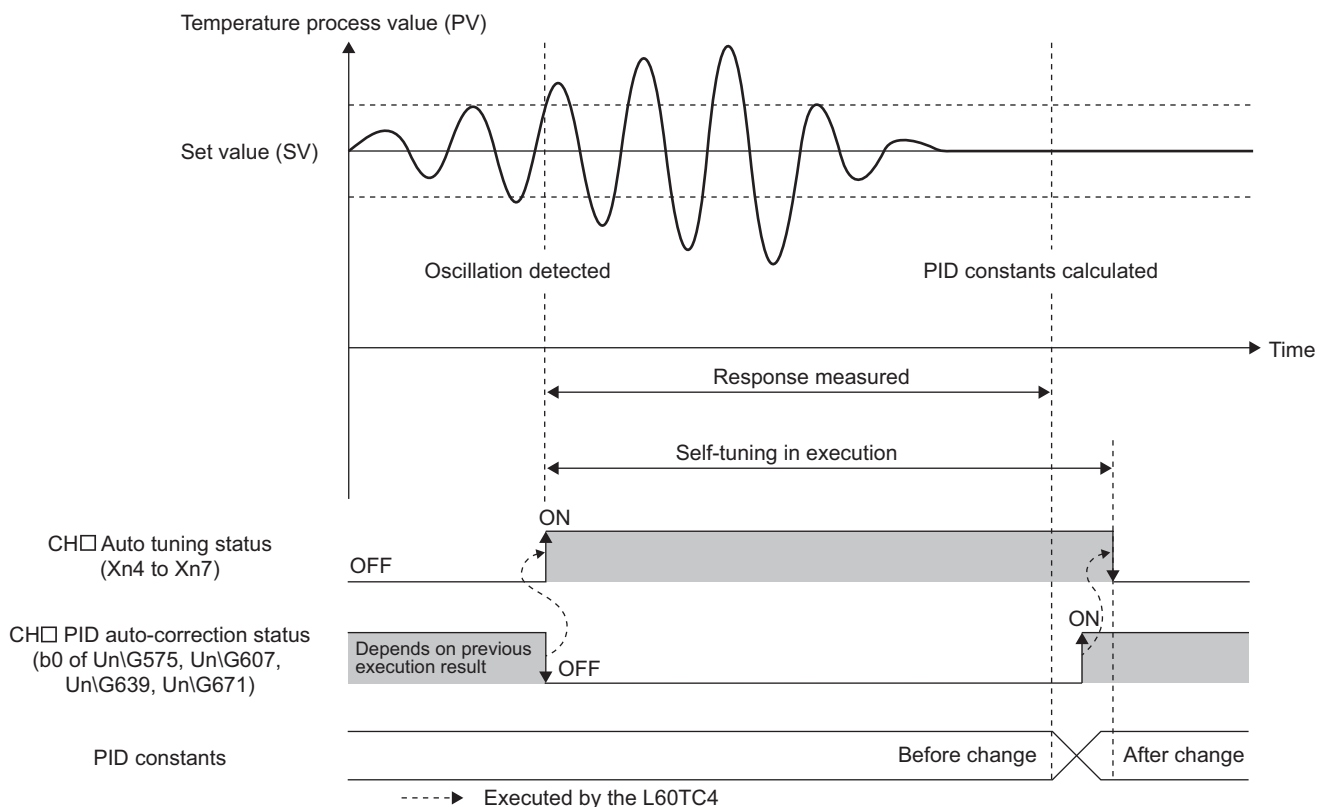 Temperature process value (PV)
Set value (SV)
Oscillation detected
PID constants calculated
Time
Response measured
Self-tuning in execution
ON
CH□ Auto tuning status
(Xn4 to Xn7)
OFF
ON
CH□ PID auto-correction status
(b0 of Un\G575, Un\G607,
Un\G639, Un\G671)
Depends on previous
execution result
OFF
PID constants
Before change
After change
Executed by the L60TC4